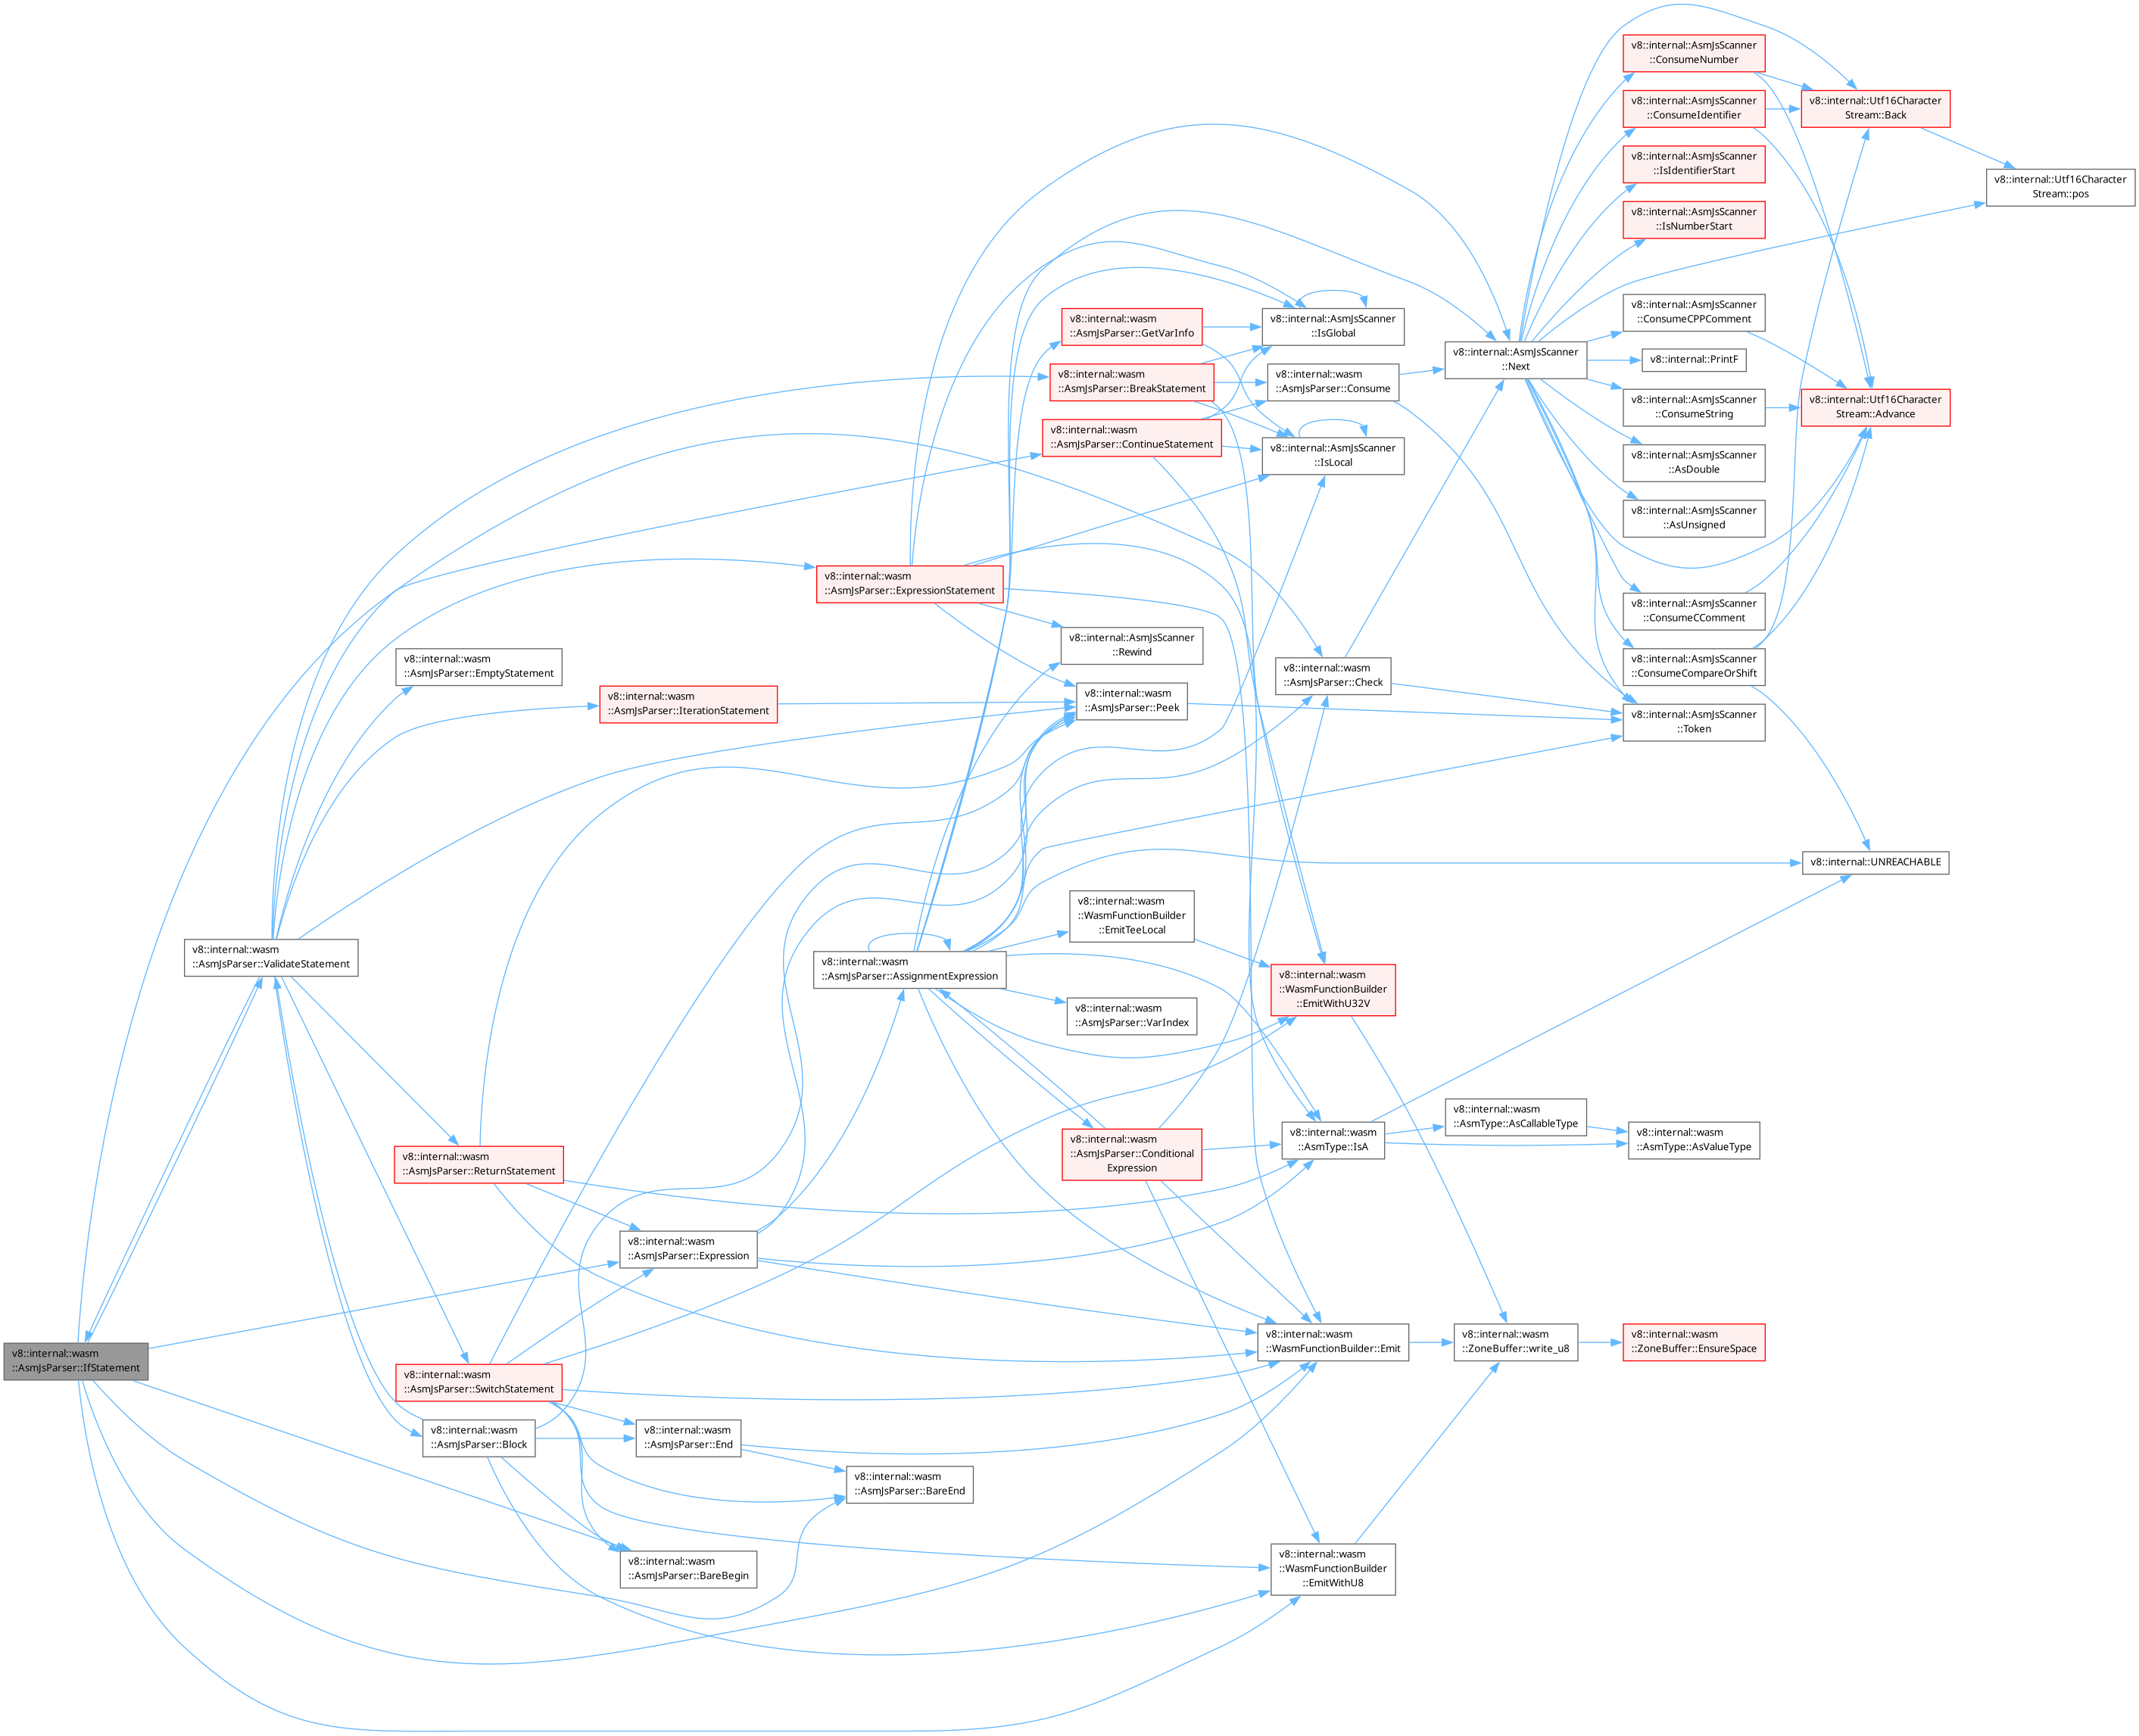 v8::internal::wasm
::AsmJsParser::IfStatement
v8::internal::wasm
::AsmJsParser::ValidateStatement
v8::internal::wasm
::AsmJsParser::EmptyStatement
v8::internal::wasm
::AsmJsParser::ReturnStatement
v8::internal::wasm
::AsmJsParser::SwitchStatement
v8::internal::wasm
::AsmJsParser::Block
v8::internal::wasm
::AsmJsParser::IterationStatement
v8::internal::wasm
::AsmJsParser::Expression
v8::internal::wasm
::AsmJsParser::End
v8::internal::wasm
::AsmJsParser::BareBegin
v8::internal::wasm
::AsmJsParser::ExpressionStatement
v8::internal::wasm
::AsmJsParser::AssignmentExpression
v8::internal::wasm
::AsmJsParser::BareEnd
v8::internal::wasm
::AsmJsParser::GetVarInfo
v8::internal::wasm
::AsmJsParser::BreakStatement
v8::internal::wasm
::AsmJsParser::ContinueStatement
v8::internal::AsmJsScanner
::Rewind
v8::internal::wasm
::AsmJsParser::Peek
v8::internal::wasm
::WasmFunctionBuilder
::EmitTeeLocal
v8::internal::wasm
::AsmJsParser::VarIndex
v8::internal::wasm
::AsmJsParser::Conditional
Expression
v8::internal::AsmJsScanner
::IsGlobal
v8::internal::wasm
::AsmJsParser::Consume
v8::internal::AsmJsScanner
::IsLocal
v8::internal::wasm
::AsmJsParser::Check
v8::internal::wasm
::WasmFunctionBuilder
::EmitWithU32V
v8::internal::wasm
::AsmType::IsA
v8::internal::wasm
::WasmFunctionBuilder::Emit
v8::internal::wasm
::WasmFunctionBuilder
::EmitWithU8
v8::internal::AsmJsScanner
::Next
v8::internal::wasm
::AsmType::AsCallableType
v8::internal::wasm
::ZoneBuffer::write_u8
v8::internal::AsmJsScanner
::ConsumeNumber
v8::internal::AsmJsScanner
::ConsumeIdentifier
v8::internal::AsmJsScanner
::IsIdentifierStart
v8::internal::AsmJsScanner
::IsNumberStart
v8::internal::AsmJsScanner
::ConsumeCPPComment
v8::internal::PrintF
v8::internal::AsmJsScanner
::ConsumeString
v8::internal::AsmJsScanner
::AsDouble
v8::internal::AsmJsScanner
::AsUnsigned
v8::internal::AsmJsScanner
::ConsumeCComment
v8::internal::AsmJsScanner
::ConsumeCompareOrShift
v8::internal::AsmJsScanner
::Token
v8::internal::wasm
::AsmType::AsValueType
v8::internal::wasm
::ZoneBuffer::EnsureSpace
v8::internal::Utf16Character
Stream::Back
v8::internal::Utf16Character
Stream::Advance
v8::internal::UNREACHABLE
v8::internal::Utf16Character
Stream::pos